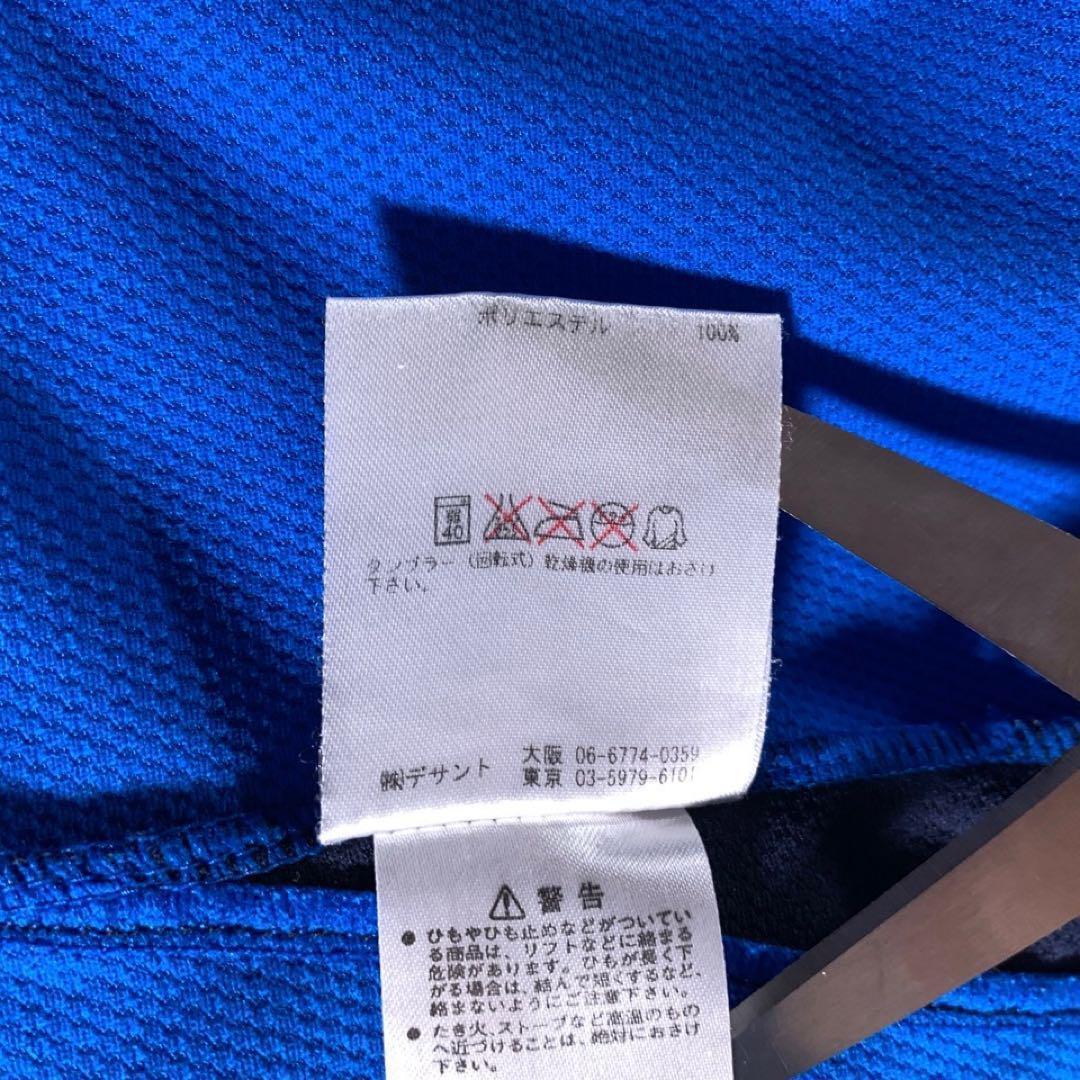 ポリエステル 100%
弱
40
タンブラー（回転式）乾燥機の使用はおさけ
下さい。
㈱デサント
大阪 06-6774-0359
東京 03-5979-6101
⚠ 警告
● ひもやひも止めなどがついてい
る商品は、リフトなどに絡まる
危険があります。ひもが長く下
がる場合は、結んで短くするなど、
絡まないようにご注意下さい。
● たき火、ストーブなど高温のもの
へ近づけることは、絶対におさけ
下さい。